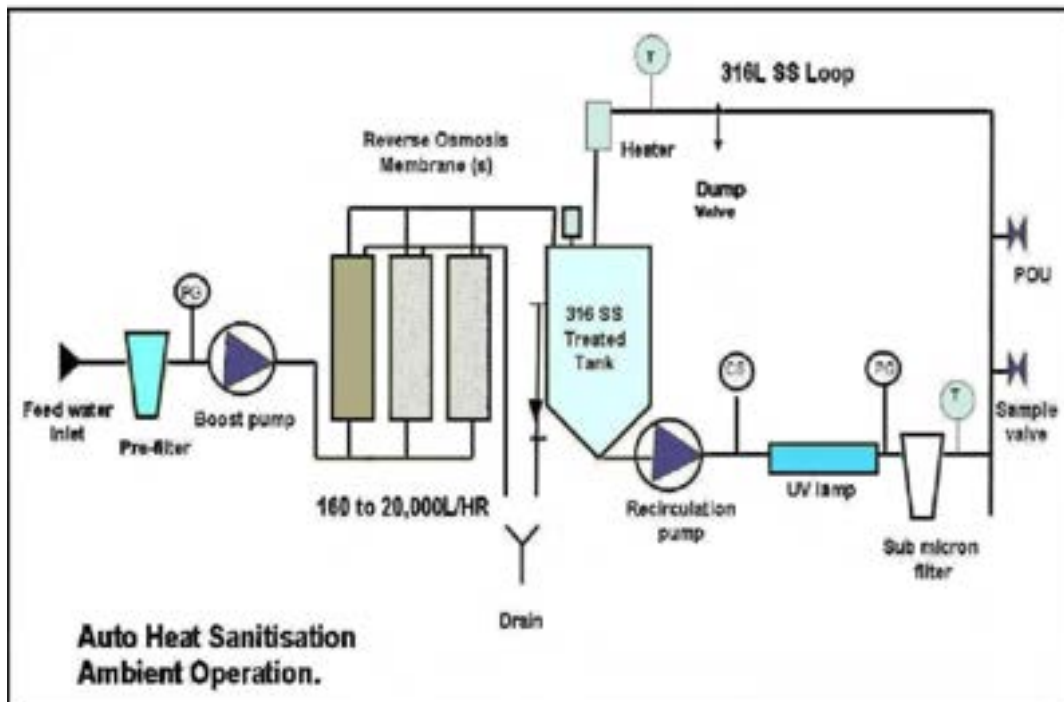 T
316L SS Loop
Reverse Osmosis
Membrane (s)
Heater
Dump
Valve
PG
POU
316 SS
Treated
Tank
CS
PG
T
Feed water
Inlet
Pre-filter
Boost pump
Sample
valve
160 to 20,000L/HR
Recirculation
pump
UV lamp
Sub micron
filter
Drain
Auto Heat Sanitisation
Ambient Operation.